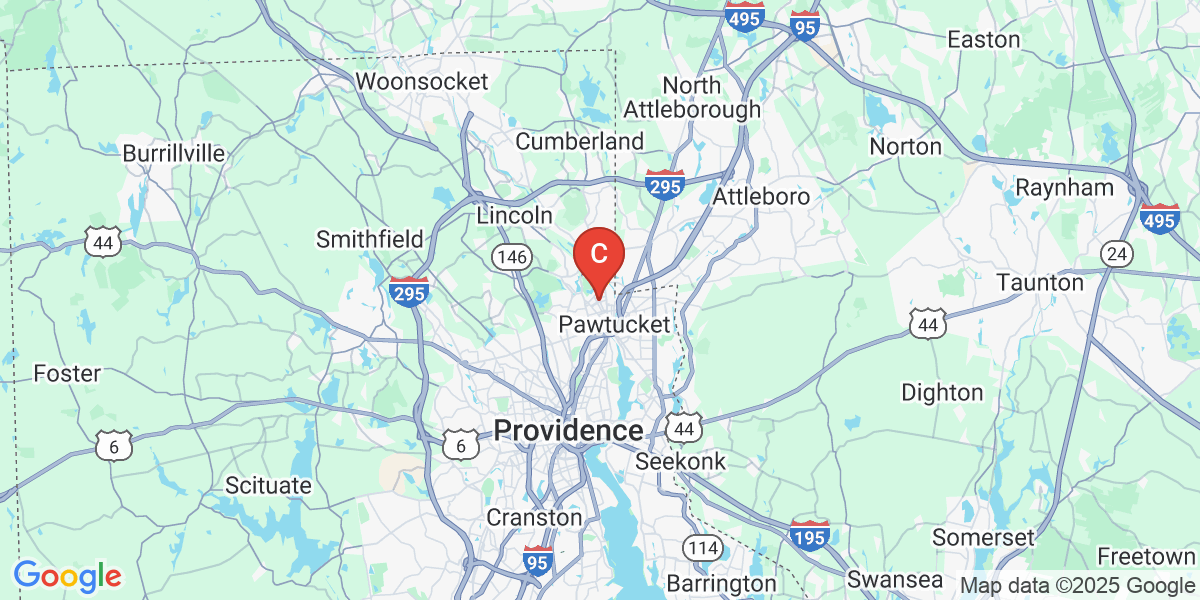 495
95
Easton
Woonsocket
North
Attleborough
Cumberland
Norton
Burrillville
295
Raynham
Attleboro
Lincoln
495
Smithfield
44
146
C
24
295
Taunton
Pawtucket
44
Foster
Dighton
Providence
44
6
6
Seekonk
Scituate
Cranston
195
Somerset
114
95
Freetown
Google
Barrington
Swansea
Map data ©2025 Google